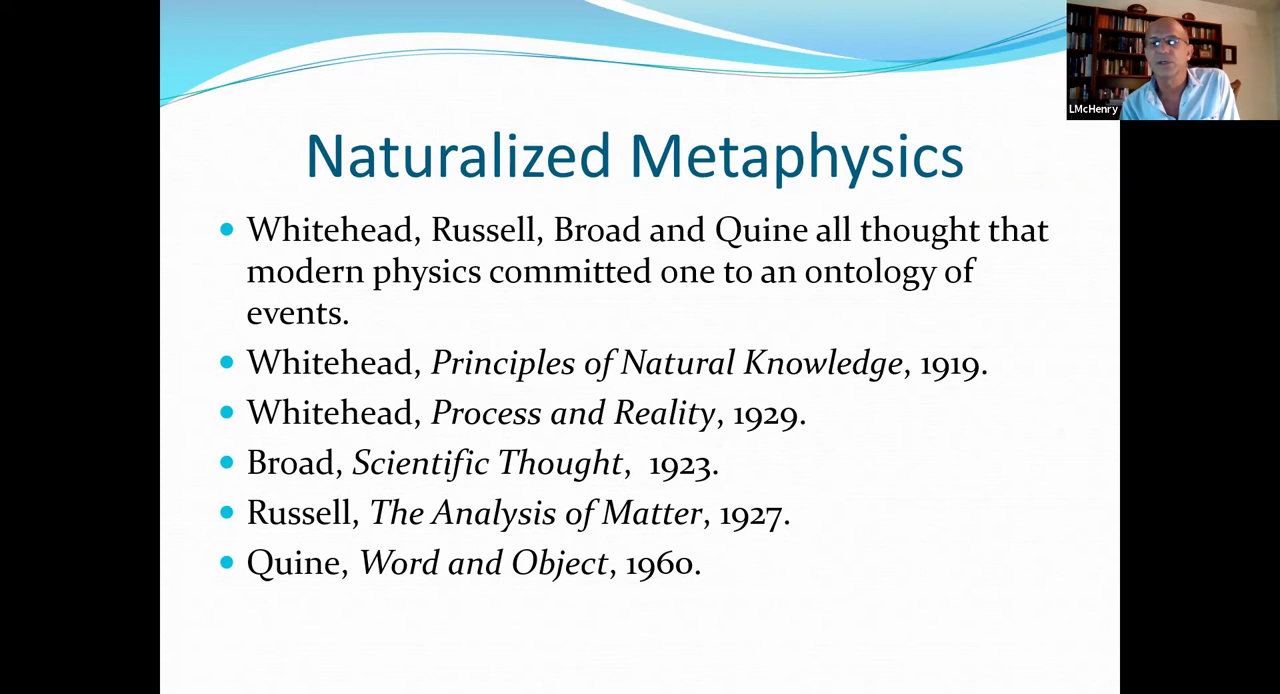 Naturalized Metaphysics
• Whitehead, Russell, Broad and Quine all thought that
modern physics committed one to an ontology of
events.
• Whitehead, Principles of Natural Knowledge, 1919.
• Whitehead, Process and Reality, 1929.
• Broad, Scientific Thought,  1923.
• Russell, The Analysis of Matter, 1927.
• Quine, Word and Object, 1960.
LMcHenry